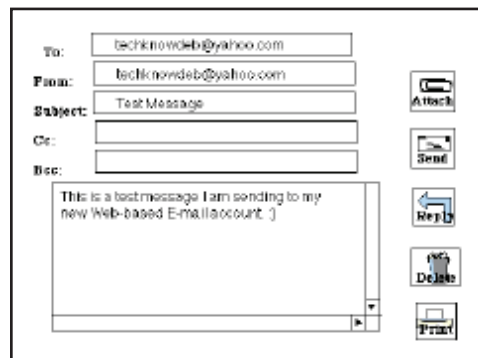 To: techknowdeb@yahoo.com
From: techknowdeb@yahoo.com
Subject: Test Message
Cc:
Bcc:
This is a test message I am sending to my
new Web-based E-mail account. :)
Attach
Send
Reply
Delete
Print